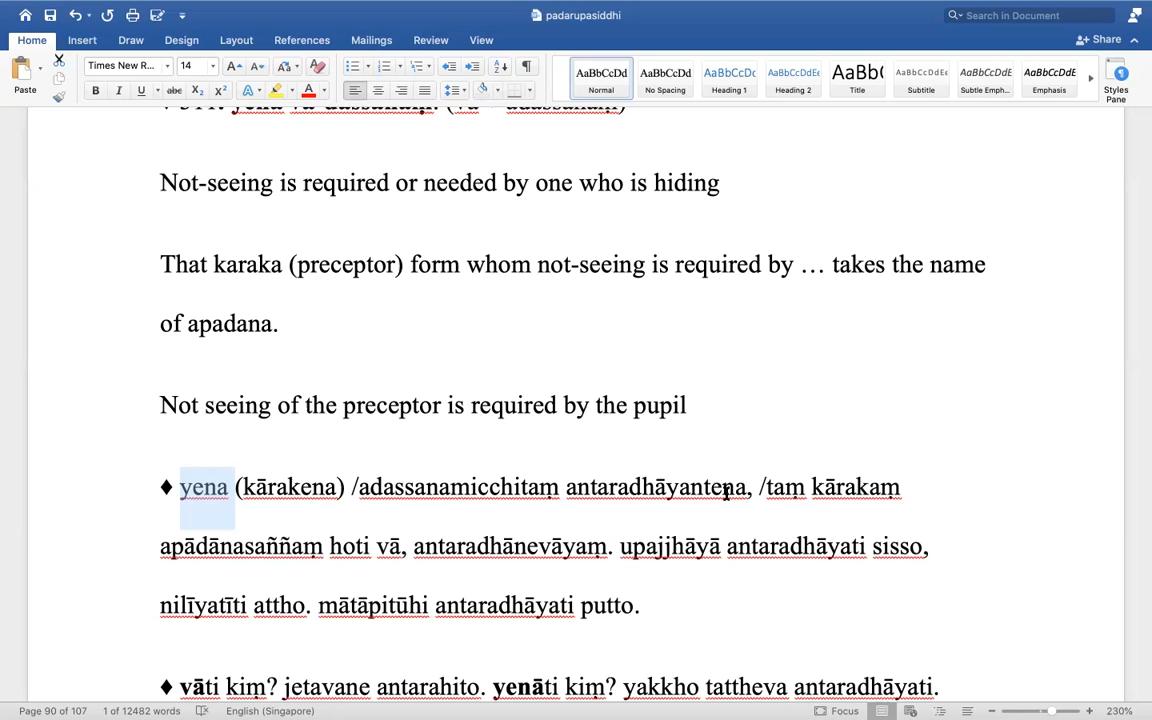 padarupasiddhi
Search in Document
Home Insert Draw Design Layout References Mailings Review View Share
Times New R... 14
Paste
AaBbCcDd AaBbCcDd AaBbCcDc AaBbCcDdEe AaBb( AaBbCcDdEe AaBbCcDdEe AaBbCcDdEe
Normal No Spacing Heading 1 Heading 2 Title Subtitle Subtle Emph... Emphasis Styles
Pane
Not-seeing is required or needed by one who is hiding
That karaka (preceptor) form whom not-seeing is required by … takes the name
of apadana.
Not seeing of the preceptor is required by the pupil
♦ yena (kārakena) /adassanamicchitaṃ antaradhāyantena, /taṃ kārakaṃ
apādānasaññaṃ hoti vā, antaradhānevāyaṃ. upajjhāyā antaradhāyati sisso,
nilīyatīti attho. mātāpitūhi antaradhāyati putto.
♦ vāti kiṃ? jetavane antarahito. yenāti kiṃ? yakkho tattheva antaradhāyati.
Page 90 of 107 1 of 12482 words English (Singapore) Focus 230%